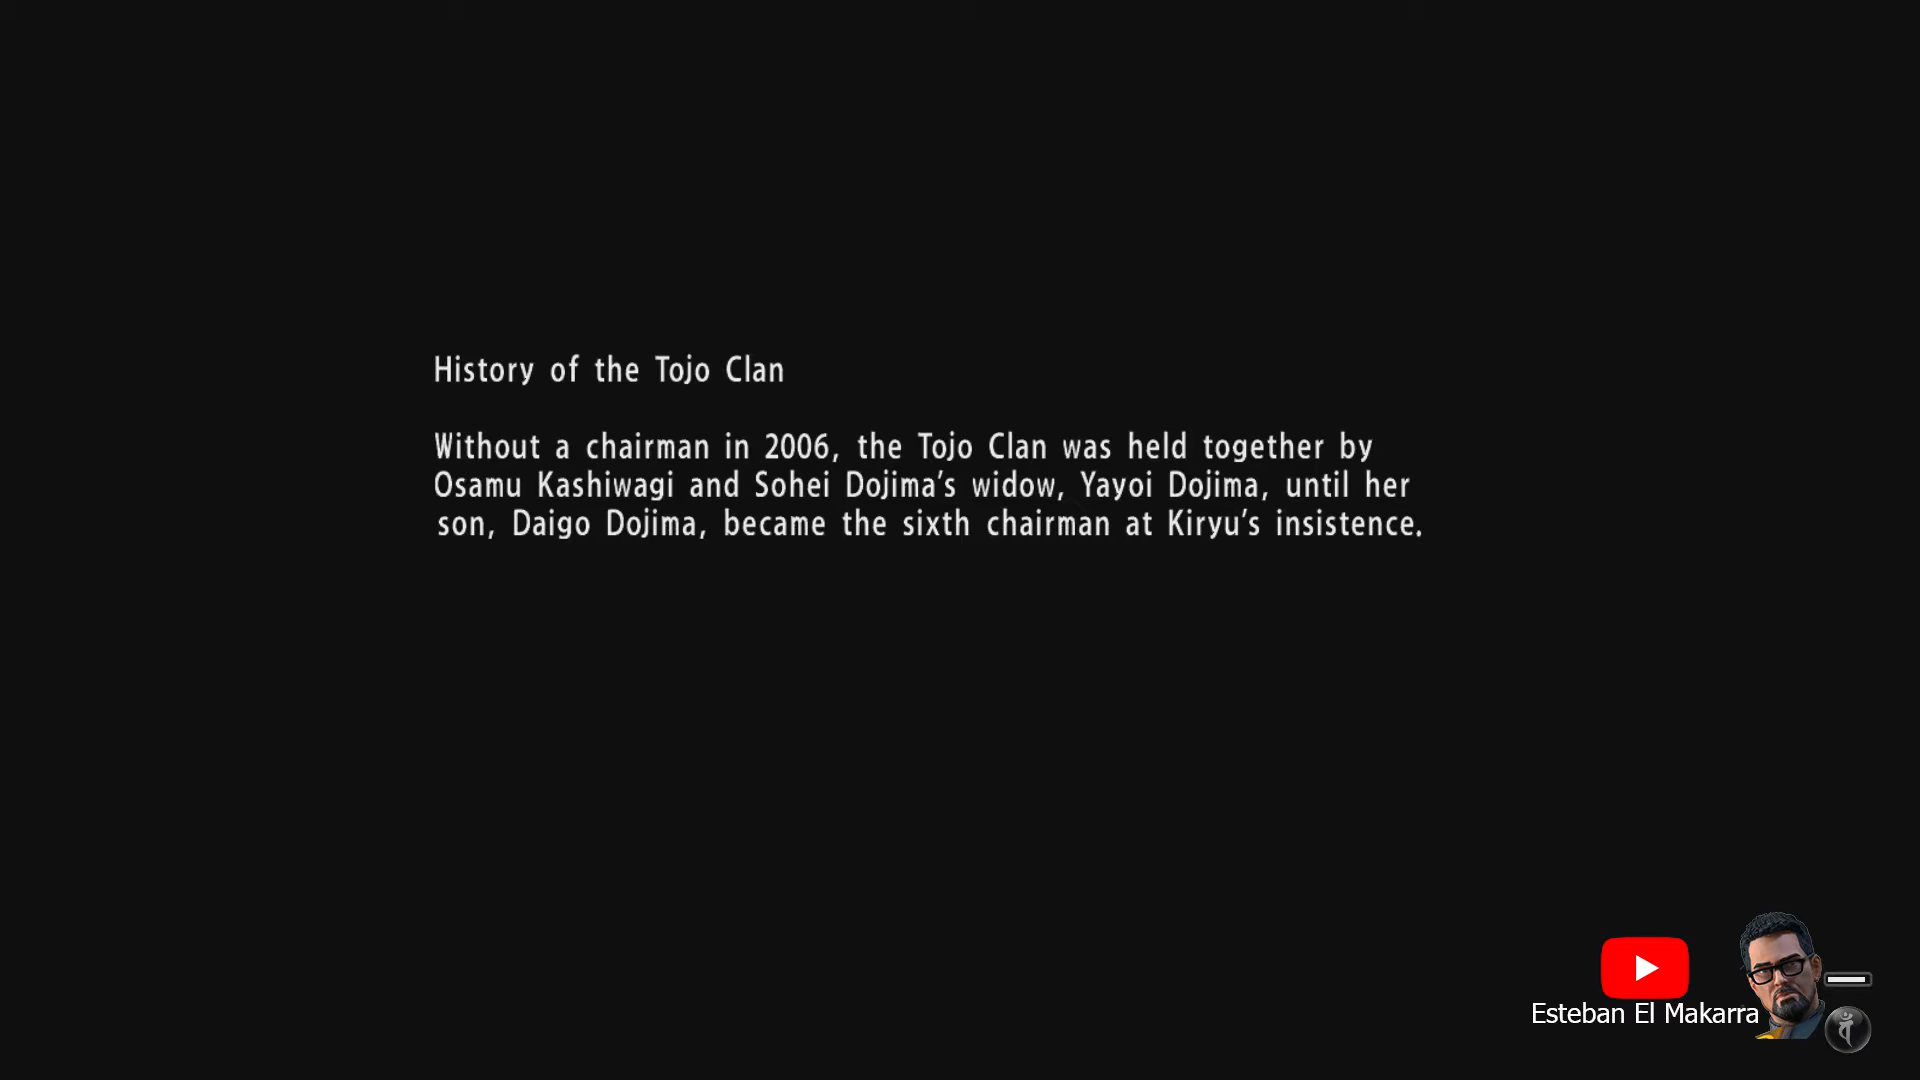 History of the Tojo Clan
Without a chairman in 2006, the Tojo Clan was held together by
Osamu Kashiwagi and Sohei Dojima's widow, Yayoi Dojima, until her
son, Daigo Dojima, became the sixth chairman at Kiryu's insistence.
Esteban El Makarra